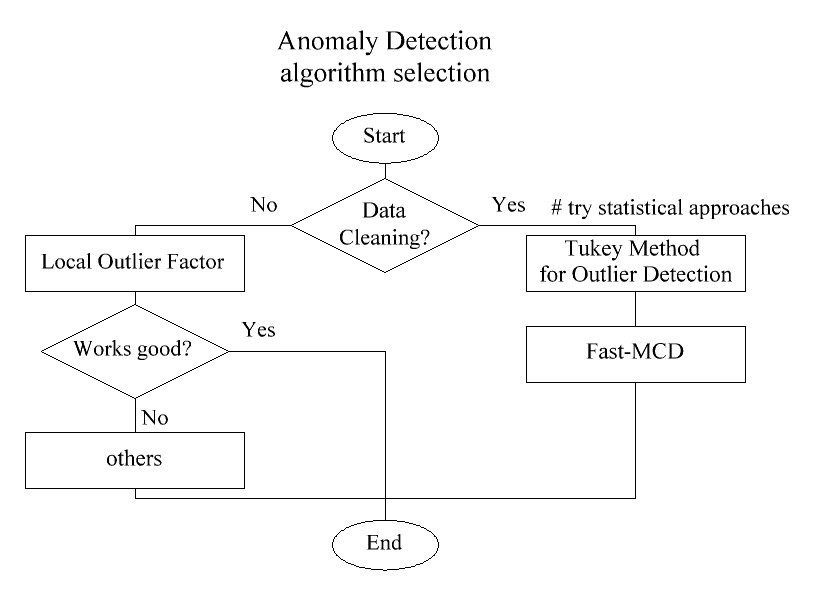 Anomaly Detection
algorithm selection
Start
No
Data
Cleaning?
Yes
# try statistical approaches
Local Outlier Factor
Tukey Method
for Outlier Detection
Works good?
Yes
Fast-MCD
No
others
End